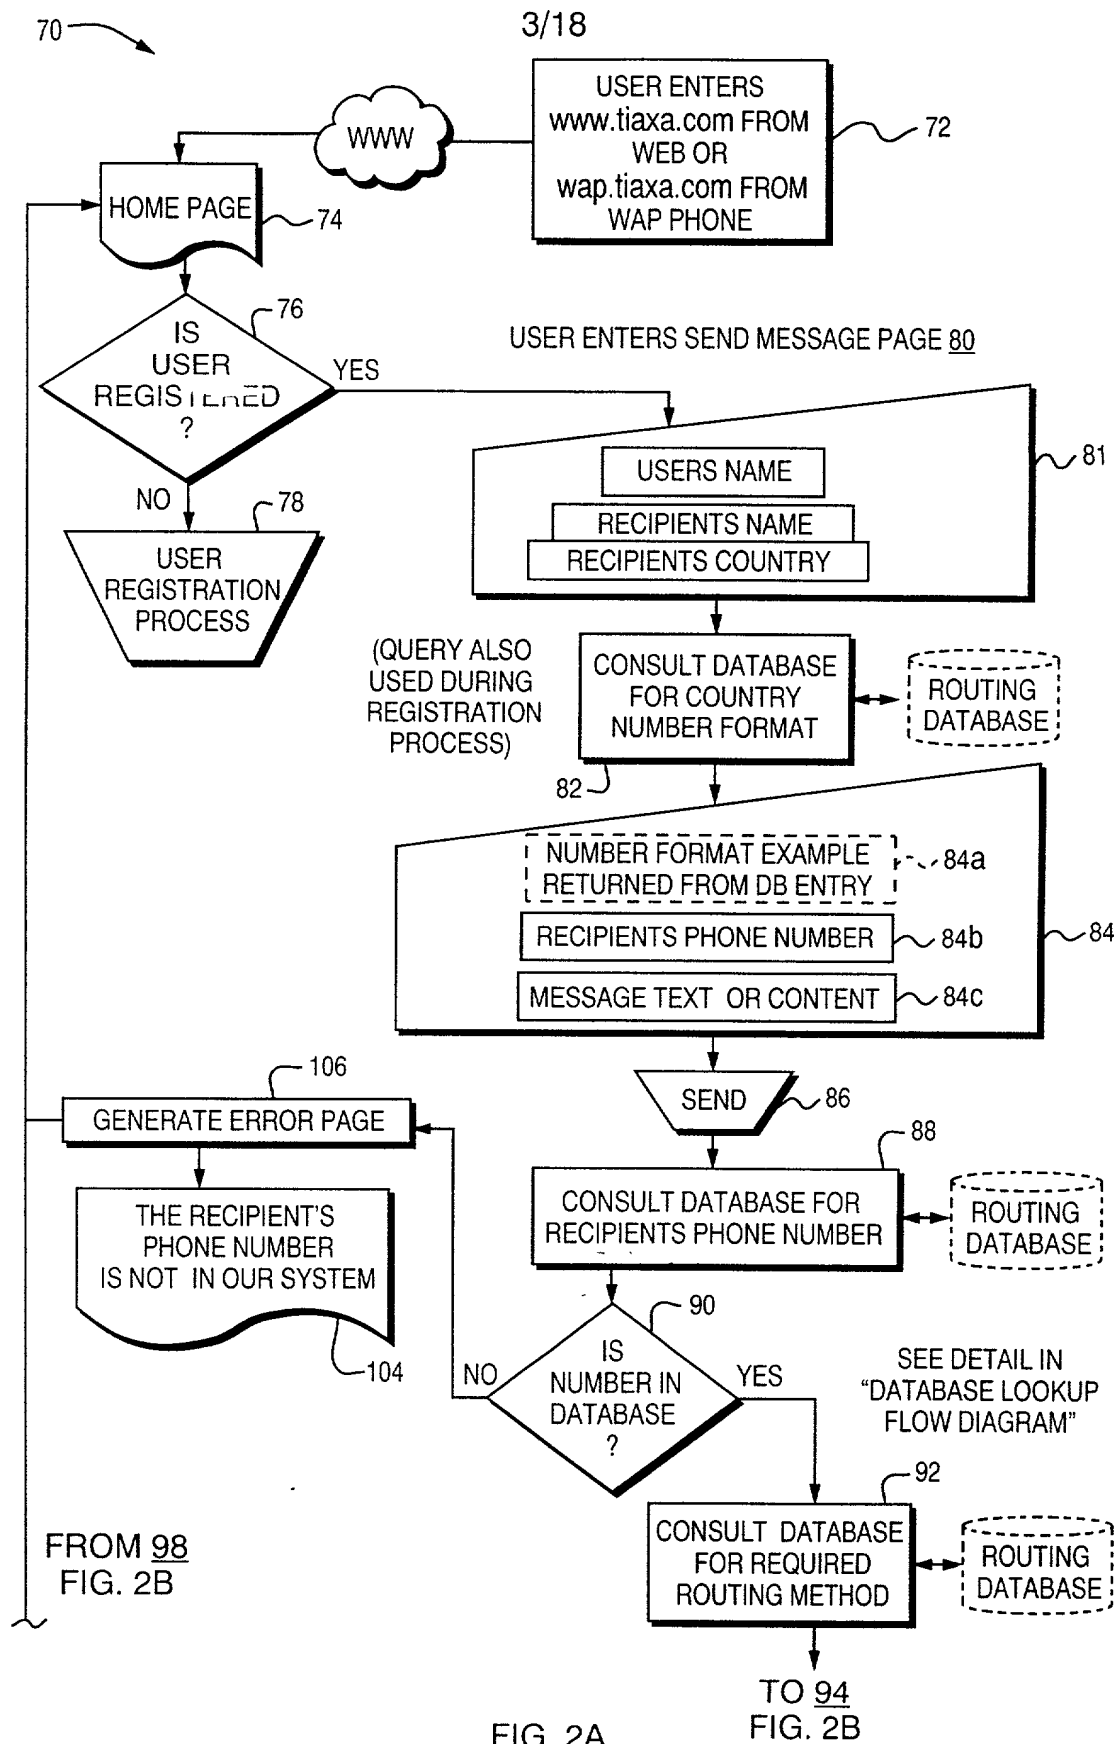 3/18
70
USER ENTERS
www.tiaxa.com FROM
WEB OR
wap.tiaxa.com FROM
WAP PHONE
72
WWW
HOME PAGE
74
76
IS
USER
REGISTERED
?
YES
NO
78
USER
REGISTRATION
PROCESS
USER ENTERS SEND MESSAGE PAGE 80
81
USERS NAME
RECIPIENTS NAME
RECIPIENTS COUNTRY
(QUERY ALSO
USED DURING
REGISTRATION
PROCESS)
CONSULT DATABASE
FOR COUNTRY
NUMBER FORMAT
82
ROUTING
DATABASE
NUMBER FORMAT EXAMPLE
RETURNED FROM DB ENTRY
84a
RECIPIENTS PHONE NUMBER
84b
84
MESSAGE TEXT OR CONTENT
84c
SEND
86
106
GENERATE ERROR PAGE
88
CONSULT DATABASE FOR
RECIPIENTS PHONE NUMBER
ROUTING
DATABASE
THE RECIPIENT'S
PHONE NUMBER
IS NOT IN OUR SYSTEM
104
90
IS
NUMBER IN
DATABASE
?
NO
YES
SEE DETAIL IN
"DATABASE LOOKUP
FLOW DIAGRAM"
92
CONSULT DATABASE
FOR REQUIRED
ROUTING METHOD
ROUTING
DATABASE
FROM 98
FIG. 2B
TO 94
FIG. 2B
FIG. 2A